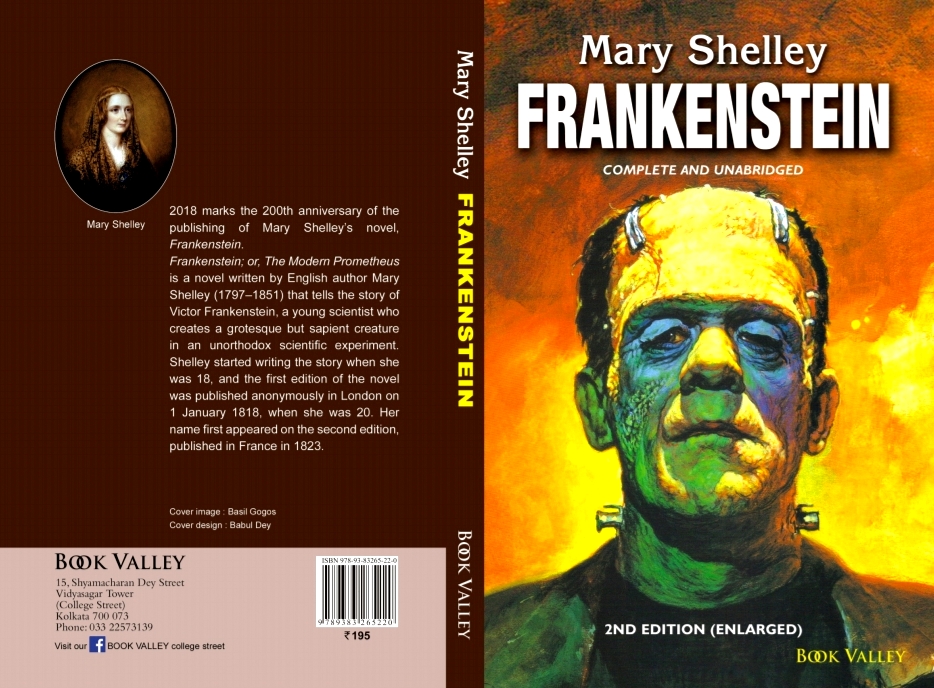 Mary Shelley
2018 marks the 200th anniversary of the
publishing of Mary Shelley's novel,
Frankenstein.
Frankenstein; or, The Modern Prometheus
is a novel written by English author Mary
Shelley (1797–1851) that tells the story of
Victor Frankenstein, a young scientist who
creates a grotesque but sapient creature
in an unorthodox scientific experiment.
Shelley started writing the story when she
was 18, and the first edition of the novel
was published anonymously in London on
1 January 1818, when she was 20. Her
name first appeared on the second edition,
published in France in 1823.
Cover image : Basil Gogos
Cover design : Babul Dey
BOOK VALLEY
15, Shyamacharan Dey Street
Vidyasagar Tower
(College Street)
Kolkata 700 073
Phone: 033 22573139
Visit our f BOOK VALLEY college street
ISBN 978-93-83265-22-0
9 789383 265220
₹195
Mary Shelley FRANKENSTEIN BOOK VALLEY
Mary Shelley
FRANKENSTEIN
COMPLETE AND UNABRIDGED
2ND EDITION (ENLARGED)
BOOK VALLEY